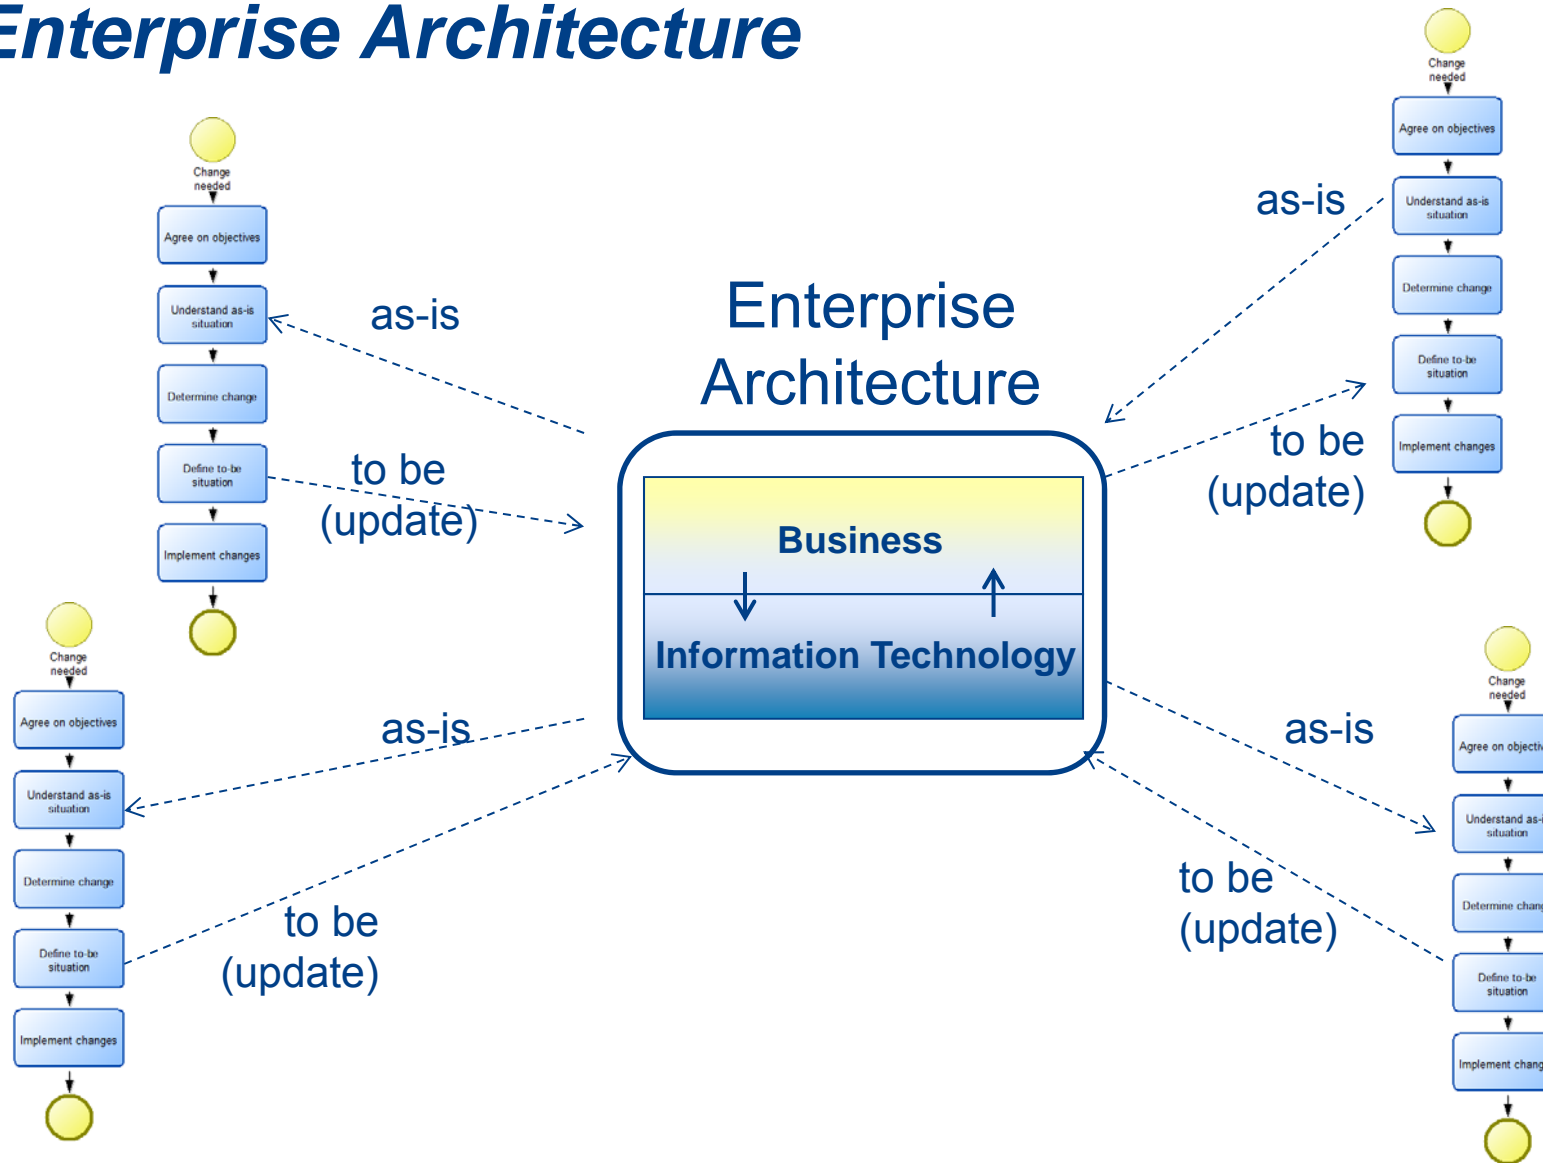 Enterprise Architecture
Change
needed
Agree on objectives
Understand as-is
situation
Determine change
Define to-be
situation
Implement changes
as-is
to be
(update)
Enterprise
Architecture
Business
Information Technology
as-is
to be
(update)
Change
needed
Agree on objectives
Understand as-is
situation
Determine change
Define to-be
situation
Implement changes
Change
needed
Agree on objectives
Understand as-is
situation
Determine change
Define to-be
situation
Implement changes
as-is
to be
(update)
as-is
to be
(update)
Change
needed
Agree on objectiv
Understand as-i
situation
Determine chang
Define to-be
situation
Implement chang